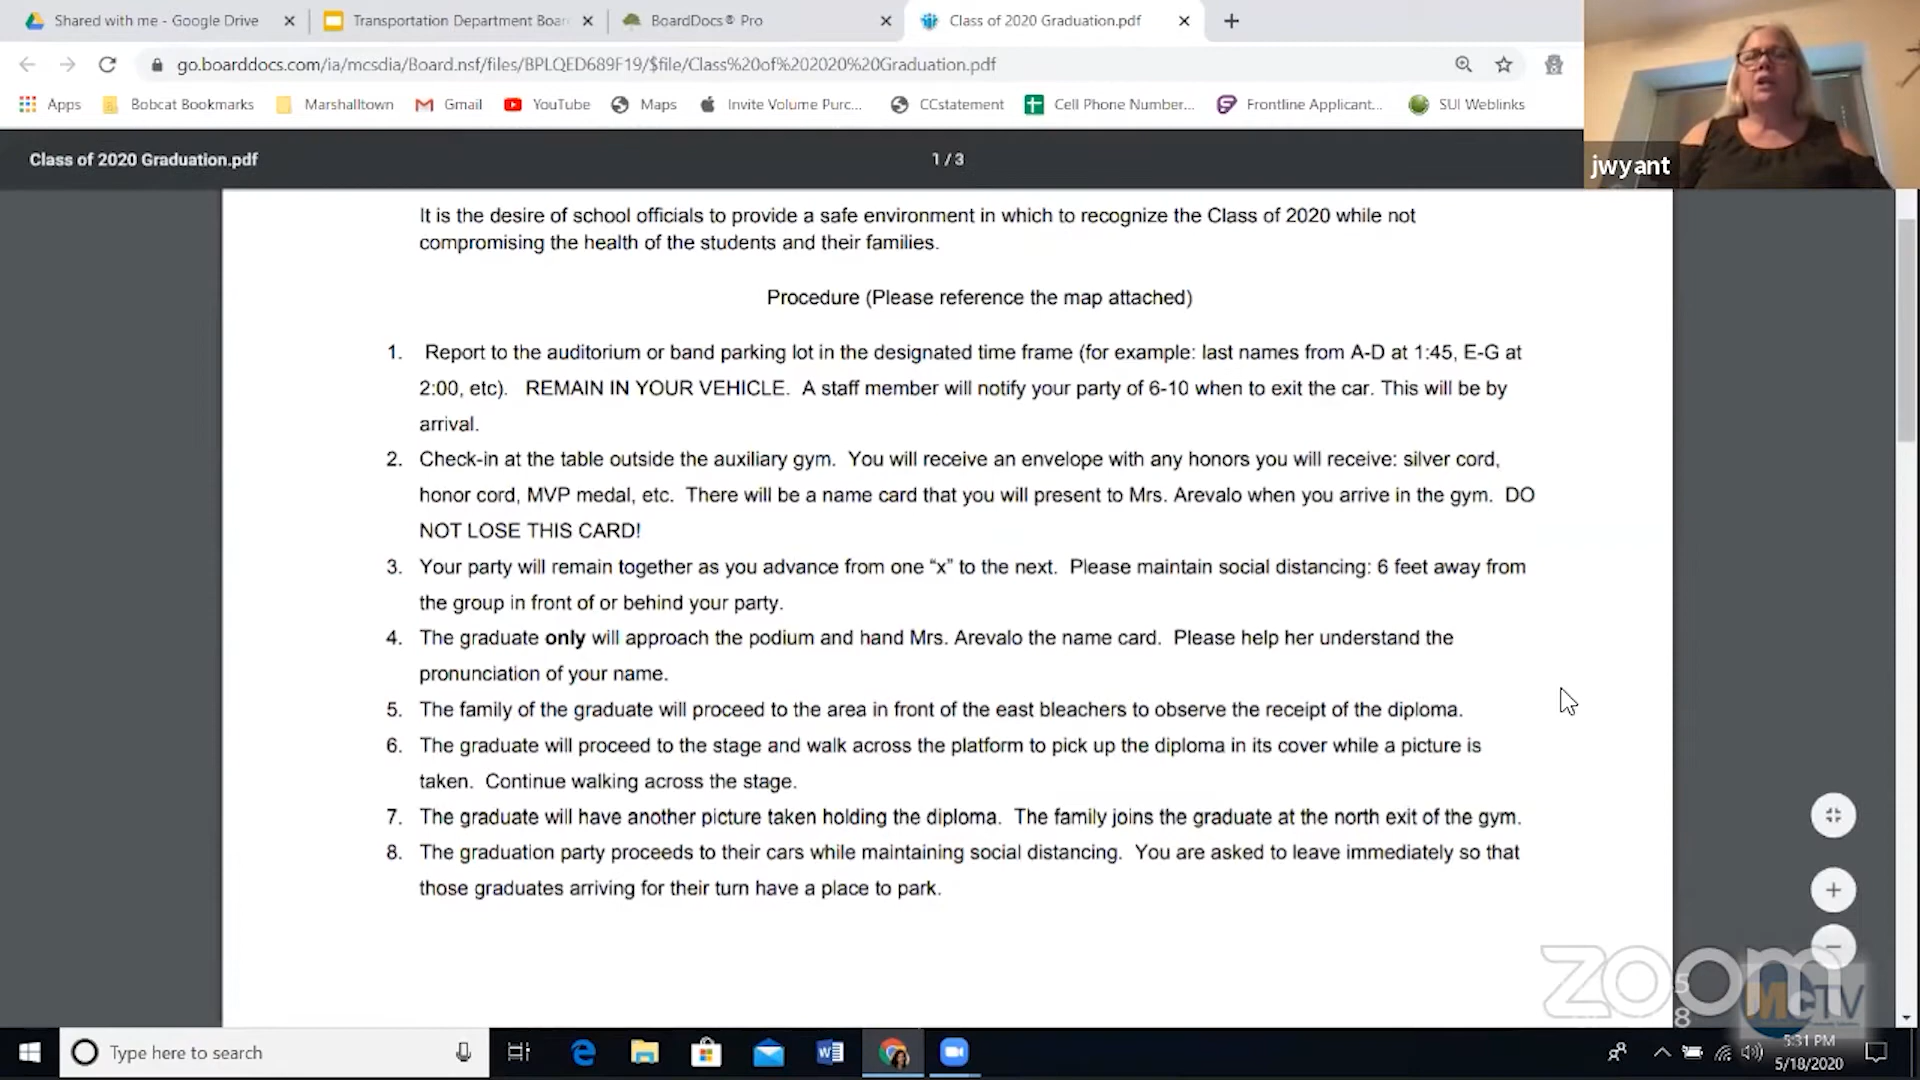 Shared with me - Google Drive
Transportation Department Boar
BoardDocs® Pro
Class of 2020 Graduation.pdf
go.boarddocs.com/ia/mcsdia/Board.nsf/files/BPLQED689F19/$file/Class%20of%202020%20Graduation.pdf
Apps
Bobcat Bookmarks
Marshalltown
Gmail
YouTube
Maps
Invite Volume Purc...
CCstatement
Cell Phone Number...
Frontline Applicant...
SUI Weblinks
jwyant
Class of 2020 Graduation.pdf
1 / 3
It is the desire of school officials to provide a safe environment in which to recognize the Class of 2020 while not
compromising the health of the students and their families.
Procedure (Please reference the map attached)
1. Report to the auditorium or band parking lot in the designated time frame (for example: last names from A-D at 1:45, E-G at
2:00, etc). REMAIN IN YOUR VEHICLE. A staff member will notify your party of 6-10 when to exit the car. This will be by
arrival.
2. Check-in at the table outside the auxiliary gym. You will receive an envelope with any honors you will receive: silver cord,
honor cord, MVP medal, etc. There will be a name card that you will present to Mrs. Arevalo when you arrive in the gym. DO
NOT LOSE THIS CARD!
3. Your party will remain together as you advance from one “x” to the next. Please maintain social distancing: 6 feet away from
the group in front of or behind your party.
4. The graduate only will approach the podium and hand Mrs. Arevalo the name card. Please help her understand the
pronunciation of your name.
5. The family of the graduate will proceed to the area in front of the east bleachers to observe the receipt of the diploma.
6. The graduate will proceed to the stage and walk across the platform to pick up the diploma in its cover while a picture is
taken. Continue walking across the stage.
7. The graduate will have another picture taken holding the diploma. The family joins the graduate at the north exit of the gym.
8. The graduation party proceeds to their cars while maintaining social distancing. You are asked to leave immediately so that
those graduates arriving for their turn have a place to park.
zoom
5
8
McTV
Type here to search
5:31 PM
5/18/2020